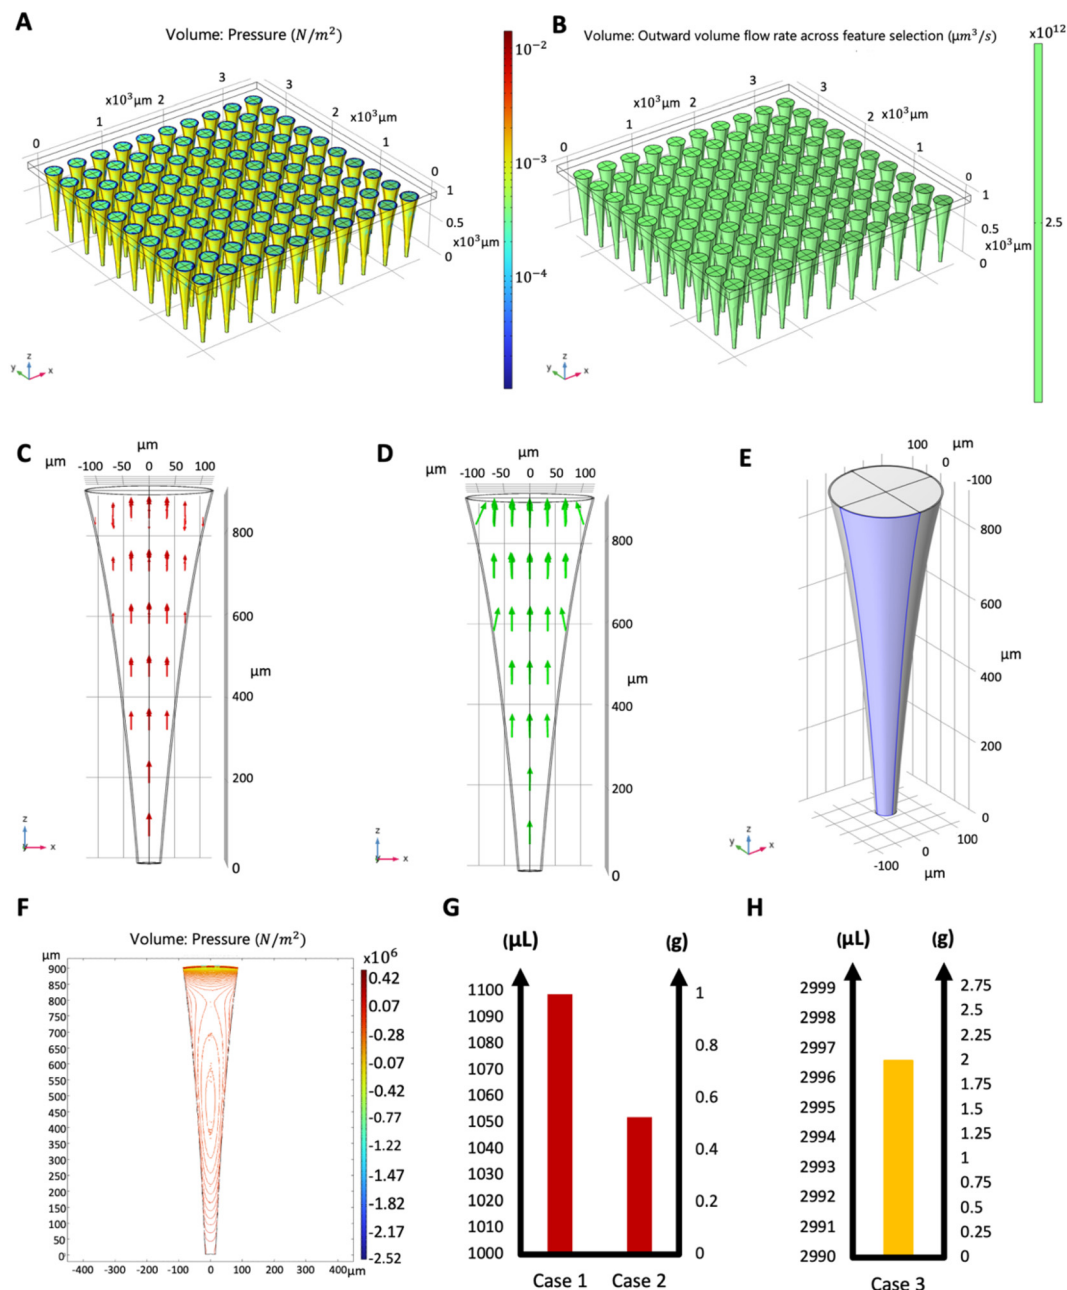 A
Volume: Pressure (N/m²)
3
x10³μm
2
1
0
3
2
x10³μm
1
0
1
0.5
x10³μm
0
10⁻²
10⁻³
10⁻⁴
z
y
x
B
Volume: Outward volume flow rate across feature selection (μm³/s)
x10¹²
2.5
3
x10³μm
2
1
0
3
2
x10³μm
1
0
1
0.5
x10³μm
0
z
y
x
C
μm
μm
-100 -50 0 50 100
800
600
μm
400
200
0
z
y
x
D
μm
μm
-100 -50 0 50 100
800
600
μm
400
200
0
z
y
x
E
μm
100
0
-100
800
600
μm
400
200
0
100
0
-100
μm
z
y
x
F
Volume: Pressure (N/m²)
μm
900
850
800
750
700
650
600
550
500
450
400
350
300
250
200
150
100
50
0
-400 -200 0 200 400 μm
x10⁶
0.42
0.07
-0.28
-0.07
-0.42
-0.77
-1.22
-1.47
-1.82
-2.17
-2.52
G
(μL)
(g)
1100
1090
1080
1070
1060
1050
1040
1030
1020
1010
1000
1
0.8
0.6
0.4
0.2
0
Case 1 Case 2
H
(μL)
(g)
2999
2998
2997
2996
2995
2994
2993
2992
2991
2990
2.75
2.5
2.25
2
1.75
1.5
1.25
1
0.75
0.5
0.25
0
Case 3